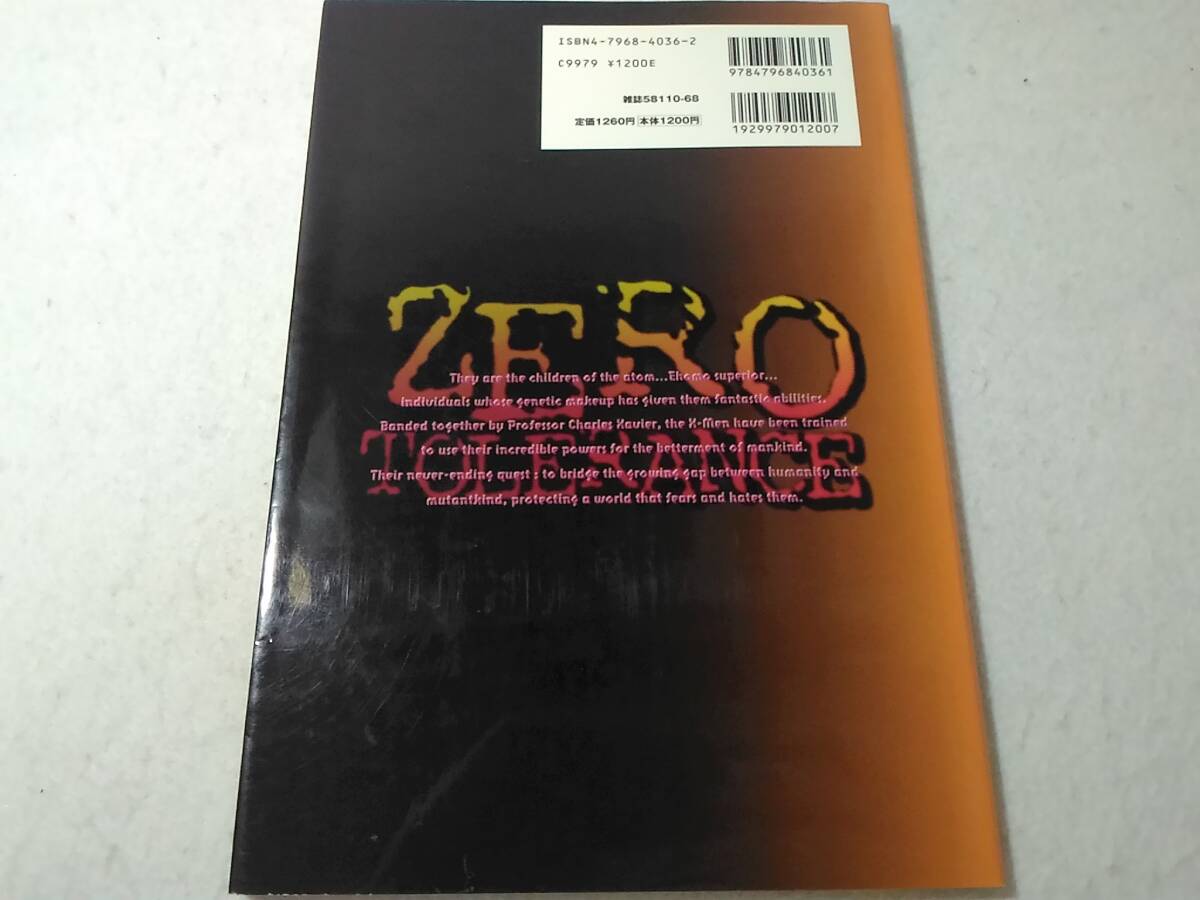 ISBN4-7968-4036-2
C9979 ¥1200E
雑誌58110-68
定価1260円 本体1200円
9784796840361
1929979012007
ZERO
TOLERANCE
They are the children of the atom...Ehomo superior...
individuals whose genetic makeup has given them fantastic abilities.
Banded together by Professor Charles Xavier, the X-Men have been trained
to use their incredible powers for the betterment of mankind.
Their never-ending quest : to bridge the growing gap between humanity and
mutantkind, protecting a world that fears and hates them.